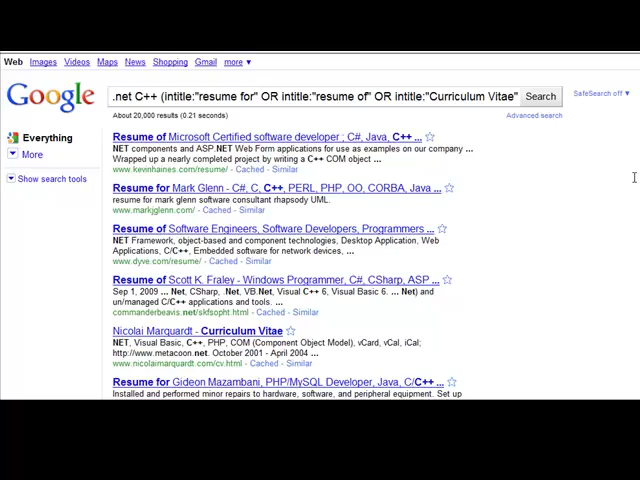 Web Images Videos Maps News Shopping Gmail more ▼
Google
.net C++ (intitle:"resume for" OR intitle:"resume of" OR intitle:"Curriculum Vitae" Search
SafeSearch off ▼
About 20,000 results (0.21 seconds) Advanced search
Everything
More
Show search tools
Resume of Microsoft Certified software developer ; C#, Java, C++ ...
NET components and ASP.NET Web Form applications for use as examples on our company ...
Wrapped up a nearly completed project by writing a C++ COM object ...
www.kevinhaines.com/resume/ - Cached - Similar
Resume for Mark Glenn - C#, C, C++, PERL, PHP, OO, CORBA, Java ...
resume for mark glenn software consultant rhapsody UML.
www.markjglenn.com/ - Cached - Similar
Resume of Software Engineers, Software Developers, Programmers ...
NET Framework, object-based and component technologies, Desktop Application, Web
Applications, C/C++, Embedded software for network devices, ...
www.dyve.com/resume/ - Cached - Similar
Resume of Scott K. Fraley - Windows Programmer, C#, CSharp, ASP ...
Sep 1, 2009 ... Net, CSharp, .Net, VB.Net, Visual C++ 6, Visual Basic 6. ... Net) and
un/managed C/C++ applications and tools. ...
commanderbeavis.net/skfsopht.html - Cached - Similar
Nicolai Marquardt - Curriculum Vitae
NET, Visual Basic, C++, PHP, COM (Component Object Model), vCard, vCal, iCal;
http://www.metacoon.net. October 2001 - April 2004 ...
www.nicolaimarquardt.com/cv.html - Cached - Similar
Resume for Gideon Mazambani, PHP/MySQL Developer, Java, C/C++ ...
Installed and performed minor repairs to hardware, software, and peripheral equipment. Set up